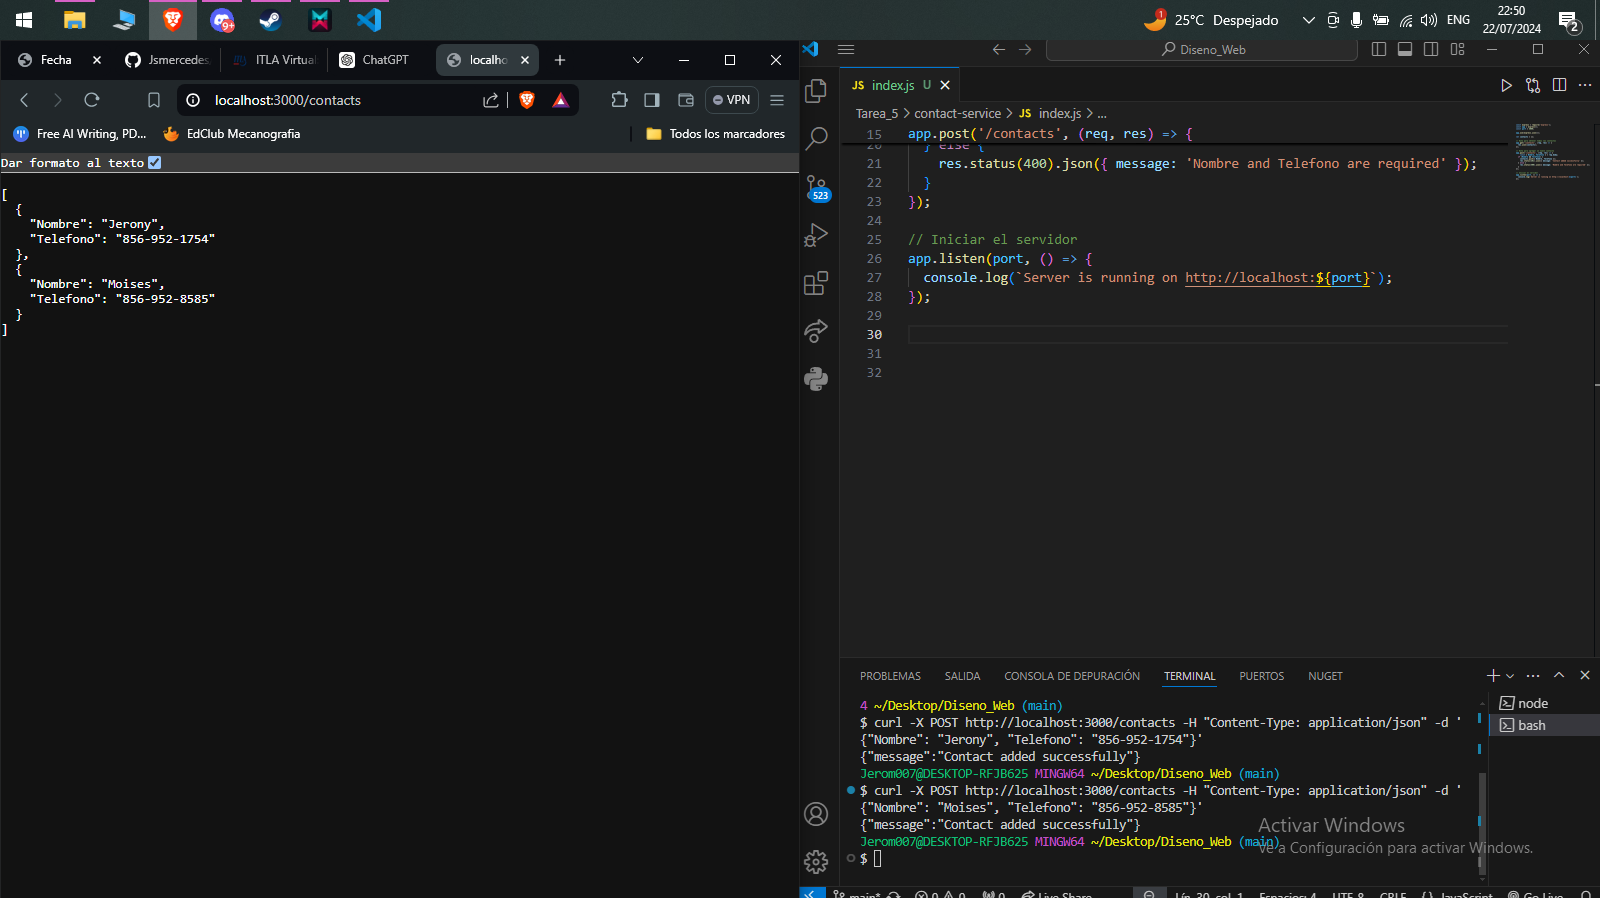 25°C Despejado
ENG
22:50
22/07/2024
2
1
9+
Fecha
Jsmercedes
ITLA Virtual
ChatGPT
localho
localhost:3000/contacts
VPN
Free AI Writing, PD...
EdClub Mecanografia
Todos los marcadores
Dar formato al texto
[
  {
    "Nombre": "Jerony",
    "Telefono": "856-952-1754"
  },
  {
    "Nombre": "Moises",
    "Telefono": "856-952-8585"
  }
]
Diseno_Web
JS index.js U
Tarea_5 > contact-service > JS index.js > ...
523
15 app.post('/contacts', (req, res) => {
20 } else {
21 res.status(400).json({ message: 'Nombre and Telefono are required' });
22 }
23 });
24
25 // Iniciar el servidor
26 app.listen(port, () => {
27 console.log(`Server is running on http://localhost:${port}`);
28 });
29
30
31
32
PROBLEMAS SALIDA CONSOLA DE DEPURACIÓN TERMINAL PUERTOS NUGET
node
bash
4 ~/Desktop/Diseno_Web (main)
$ curl -X POST http://localhost:3000/contacts -H "Content-Type: application/json" -d '
{"Nombre": "Jerony", "Telefono": "856-952-1754"}'
{"message":"Contact added successfully"}
Jerom007@DESKTOP-RFJB625 MINGW64 ~/Desktop/Diseno_Web (main)
$ curl -X POST http://localhost:3000/contacts -H "Content-Type: application/json" -d '
{"Nombre": "Moises", "Telefono": "856-952-8585"}'
{"message":"Contact added successfully"}
Jerom007@DESKTOP-RFJB625 MINGW64 ~/Desktop/Diseno_Web (main)
$
Activar Windows
Ve a Configuración para activar Windows.
main* 0 0 0 Live Share Lín. 30, col. 1 Espacios: 4 UTF-8 CRLF {} JavaScript Go Live